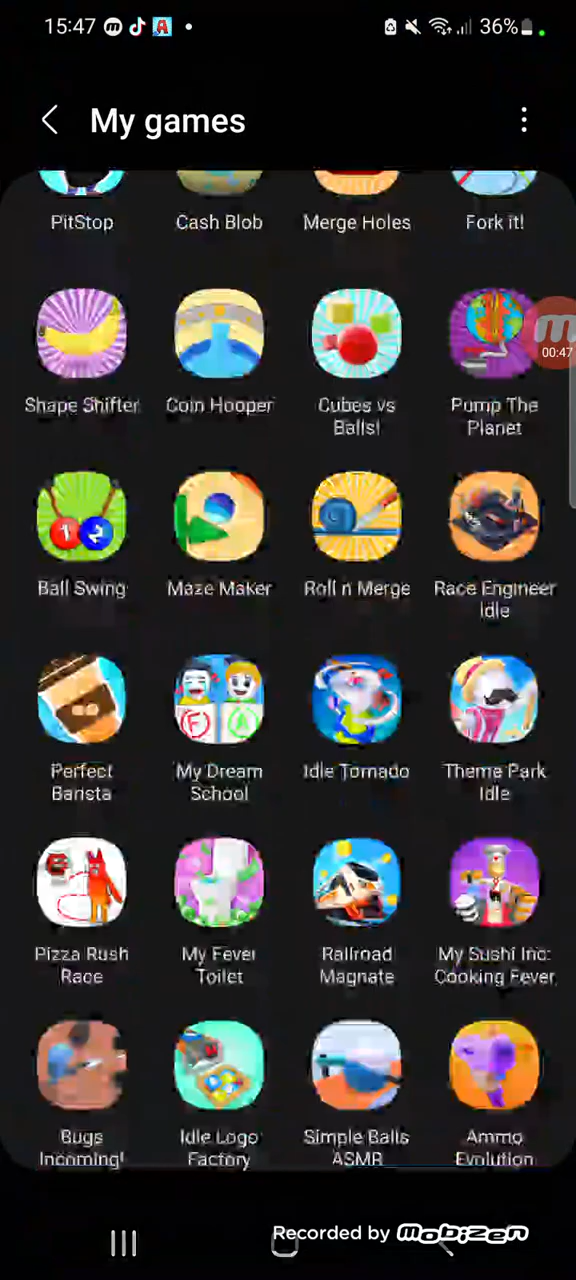 15:47 36%
My games
PitStop Cash Blob Merge Holes Fork it!
00:47
Shape Shifter Coin Hooper Cubes vs Pump The
Balls! Planet
Ball Swing Maze Maker Roll n Merge Race Engineer
Idle
Perfect My Dream Idle Tornado Theme Park
Barista School Idle
Pizza Rush My Fever Railroad My Sushi Inc:
Race Toilet Magnate Cooking Fever
Bugs Idle Logo Simple Balls Ammo
Incoming! Factory ASMR Evolution
Recorded by mobizen